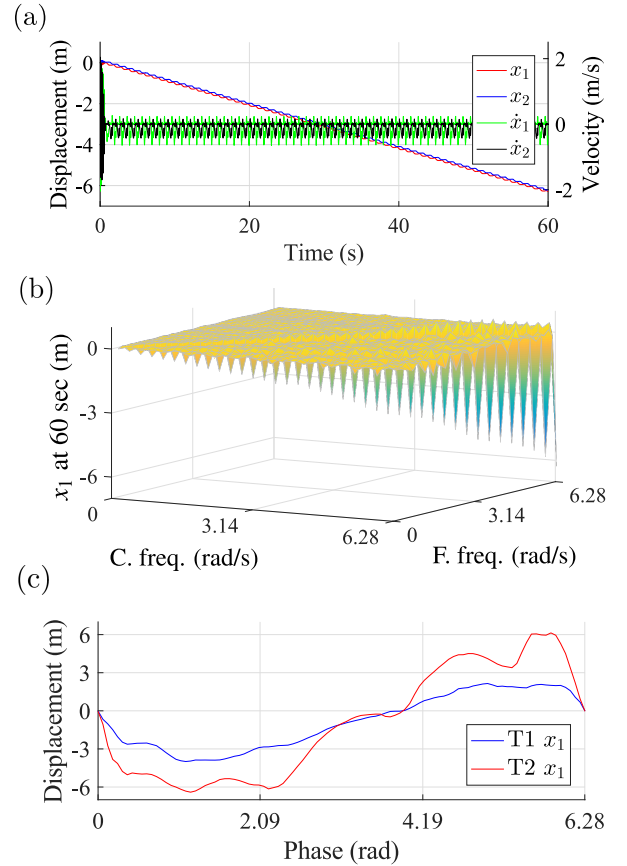 (a)
Displacement (m)
0
-2
-4
-6
2
0
-2
Velocity (m/s)
x₁
x₂
ẋ₁
ẋ₂
0
20
40
60
Time (s)
(b)
x₁ at 60 sec (m)
0
-3
-6
0
3.14
6.28
C. freq. (rad/s)
0
3.14
6.28
F. freq. (rad/s)
(c)
Displacement (m)
6
3
0
-3
-6
T1 x₁
T2 x₁
0
2.09
4.19
6.28
Phase (rad)